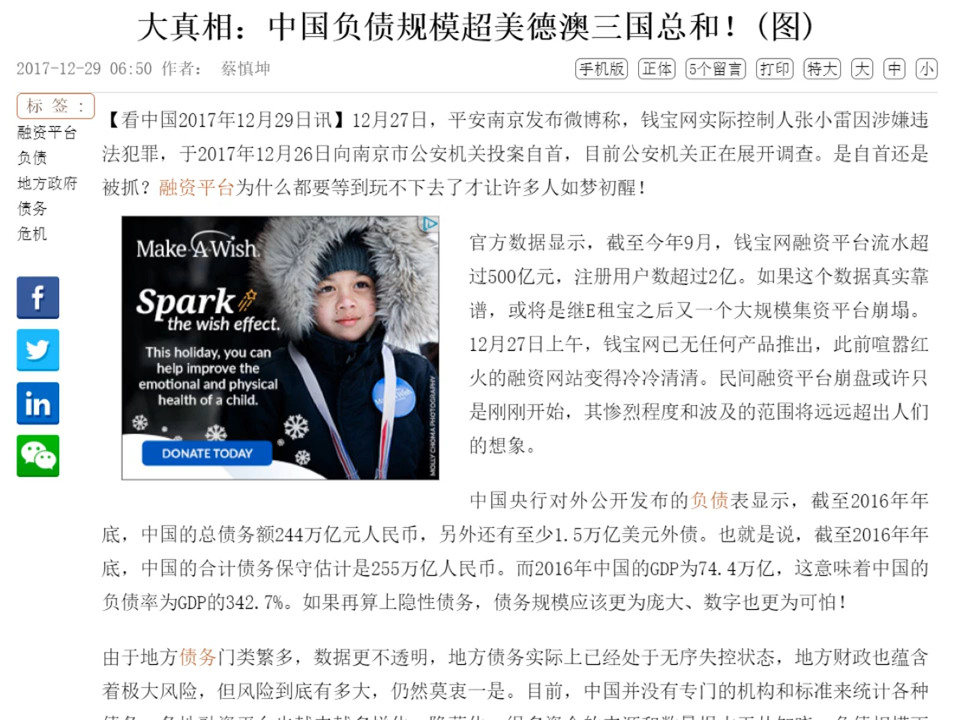 大真相：中国负债规模超美德澳三国总和！(图)
2017-12-29 06:50 作者： 蔡慎坤
手机版 正体 5个留言 打印 特大 大 中 小
标 签 ：
融资平台
负债
地方政府
债务
危机
【看中国2017年12月29日讯】12月27日，平安南京发布微博称，钱宝网实际控制人张小雷因涉嫌违
法犯罪，于2017年12月26日向南京市公安机关投案自首，目前公安机关正在展开调查。是自首还是
被抓？融资平台为什么都要等到玩不下去了才让许多人如梦初醒！
Make-A-Wish.
Spark
the wish effect.
This holiday, you can
help improve the
emotional and physical
health of a child.
DONATE TODAY
MOLLY CHOMA PHOTOGRAPHY
官方数据显示，截至今年9月，钱宝网融资平台流水超
过500亿元，注册用户数超过2亿。如果这个数据真实靠
谱，或将是继E租宝之后又一个大规模集资平台崩塌。
12月27日上午，钱宝网已无任何产品推出，此前喧嚣红
火的融资网站变得冷冷清清。民间融资平台崩盘或许只
是刚刚开始，其惨烈程度和波及的范围将远远超出人们
的想象。
中国央行对外公开发布的负债表显示，截至2016年年
底，中国的总债务额244万亿元人民币，另外还有至少1.5万亿美元外债。也就是说，截至2016年年
底，中国的合计债务保守估计是255万亿人民币。而2016年中国的GDP为74.4万亿，这意味着中国的
负债率为GDP的342.7%。如果再算上隐性债务，债务规模应该更为庞大、数字也更为可怕！
由于地方债务门类繁多，数据更不透明，地方债务实际上已经处于无序失控状态，地方财政也蕴含
着极大风险，但风险到底有多大，仍然莫衷一是。目前，中国并没有专门的机构和标准来统计各种